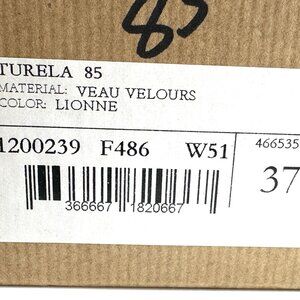 85
TURELA 85
MATERIAL: VEAU VELOURS
COLOR: LIONNE
1200239 F486 W51
466535
37
366667 1820667